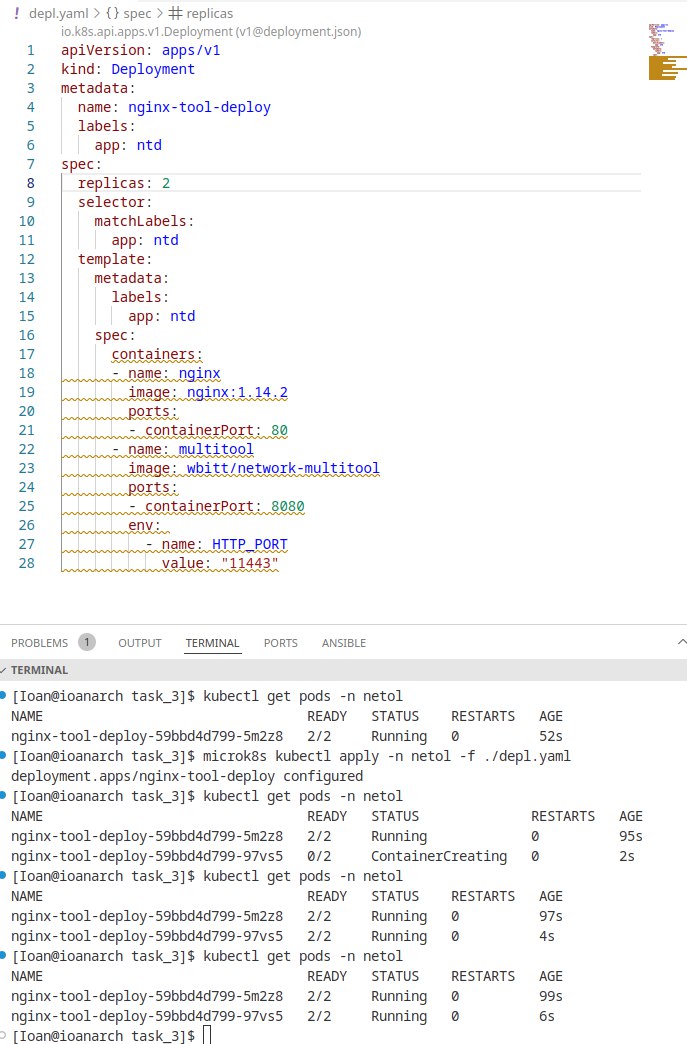 ! depl.yaml > {} spec > # replicas
io.k8s.api.apps.v1.Deployment (v1@deployment.json)
1 apiVersion: apps/v1
2 kind: Deployment
3 metadata:
4   name: nginx-tool-deploy
5   labels:
6     app: ntd
7 spec:
8   replicas: 2
9   selector:
10     matchLabels:
11       app: ntd
12   template:
13     metadata:
14       labels:
15         app: ntd
16     spec:
17       containers:
18       - name: nginx
19         image: nginx:1.14.2
20         ports:
21         - containerPort: 80
22       - name: multitool
23         image: wbitt/network-multitool
24         ports:
25         - containerPort: 8080
26         env:
27           - name: HTTP_PORT
28             value: "11443"
PROBLEMS 1 OUTPUT TERMINAL PORTS ANSIBLE
TERMINAL
[Ioan@ioanarch task_3]$ kubectl get pods -n netol
NAME                                 READY   STATUS    RESTARTS   AGE
nginx-tool-deploy-59bbd4d799-5m2z8   2/2     Running   0          52s
[Ioan@ioanarch task_3]$ microk8s kubectl apply -n netol -f ./depl.yaml
deployment.apps/nginx-tool-deploy configured
[Ioan@ioanarch task_3]$ kubectl get pods -n netol
NAME                                 READY   STATUS              RESTARTS   AGE
nginx-tool-deploy-59bbd4d799-5m2z8   2/2     Running             0          95s
nginx-tool-deploy-59bbd4d799-97vs5   0/2     ContainerCreating   0          2s
[Ioan@ioanarch task_3]$ kubectl get pods -n netol
NAME                                 READY   STATUS    RESTARTS   AGE
nginx-tool-deploy-59bbd4d799-5m2z8   2/2     Running   0          97s
nginx-tool-deploy-59bbd4d799-97vs5   2/2     Running   0          4s
[Ioan@ioanarch task_3]$ kubectl get pods -n netol
NAME                                 READY   STATUS    RESTARTS   AGE
nginx-tool-deploy-59bbd4d799-5m2z8   2/2     Running   0          99s
nginx-tool-deploy-59bbd4d799-97vs5   2/2     Running   0          6s
[Ioan@ioanarch task_3]$